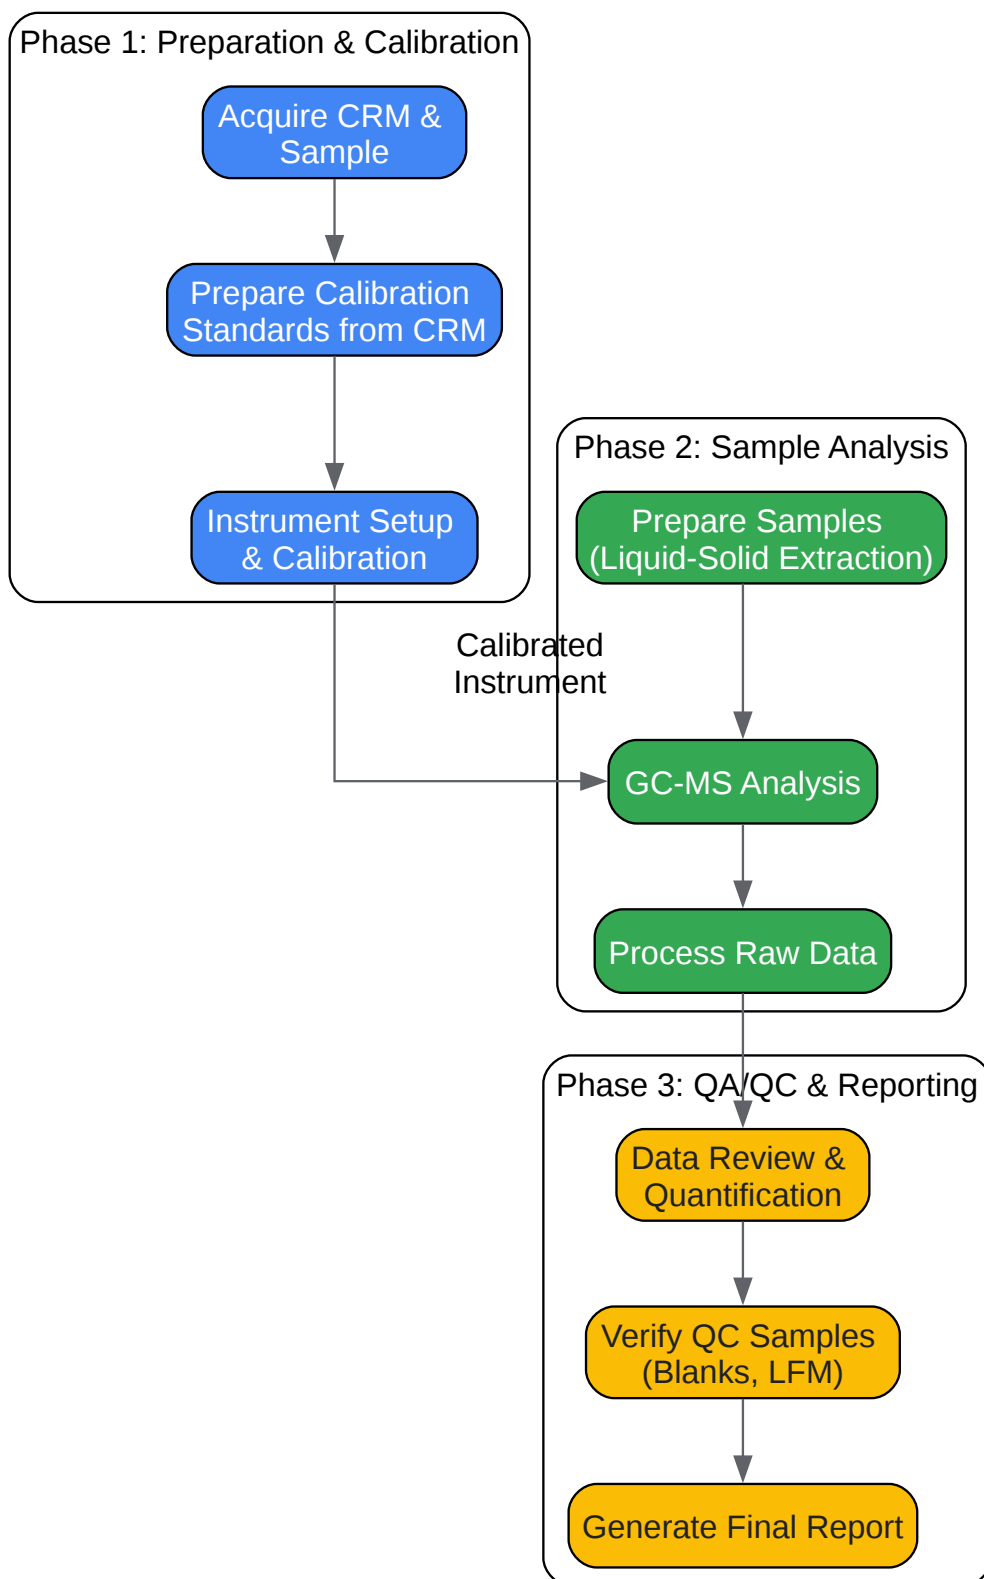 Phase 1: Preparation & Calibration
Acquire CRM &
Sample
Prepare Calibration
Standards from CRM
Instrument Setup
& Calibration
Calibrated
Instrument
Phase 2: Sample Analysis
Prepare Samples
(Liquid-Solid Extraction)
GC-MS Analysis
Process Raw Data
Phase 3: QA/QC & Reporting
Data Review &
Quantification
Verify QC Samples
(Blanks, LFM)
Generate Final Report